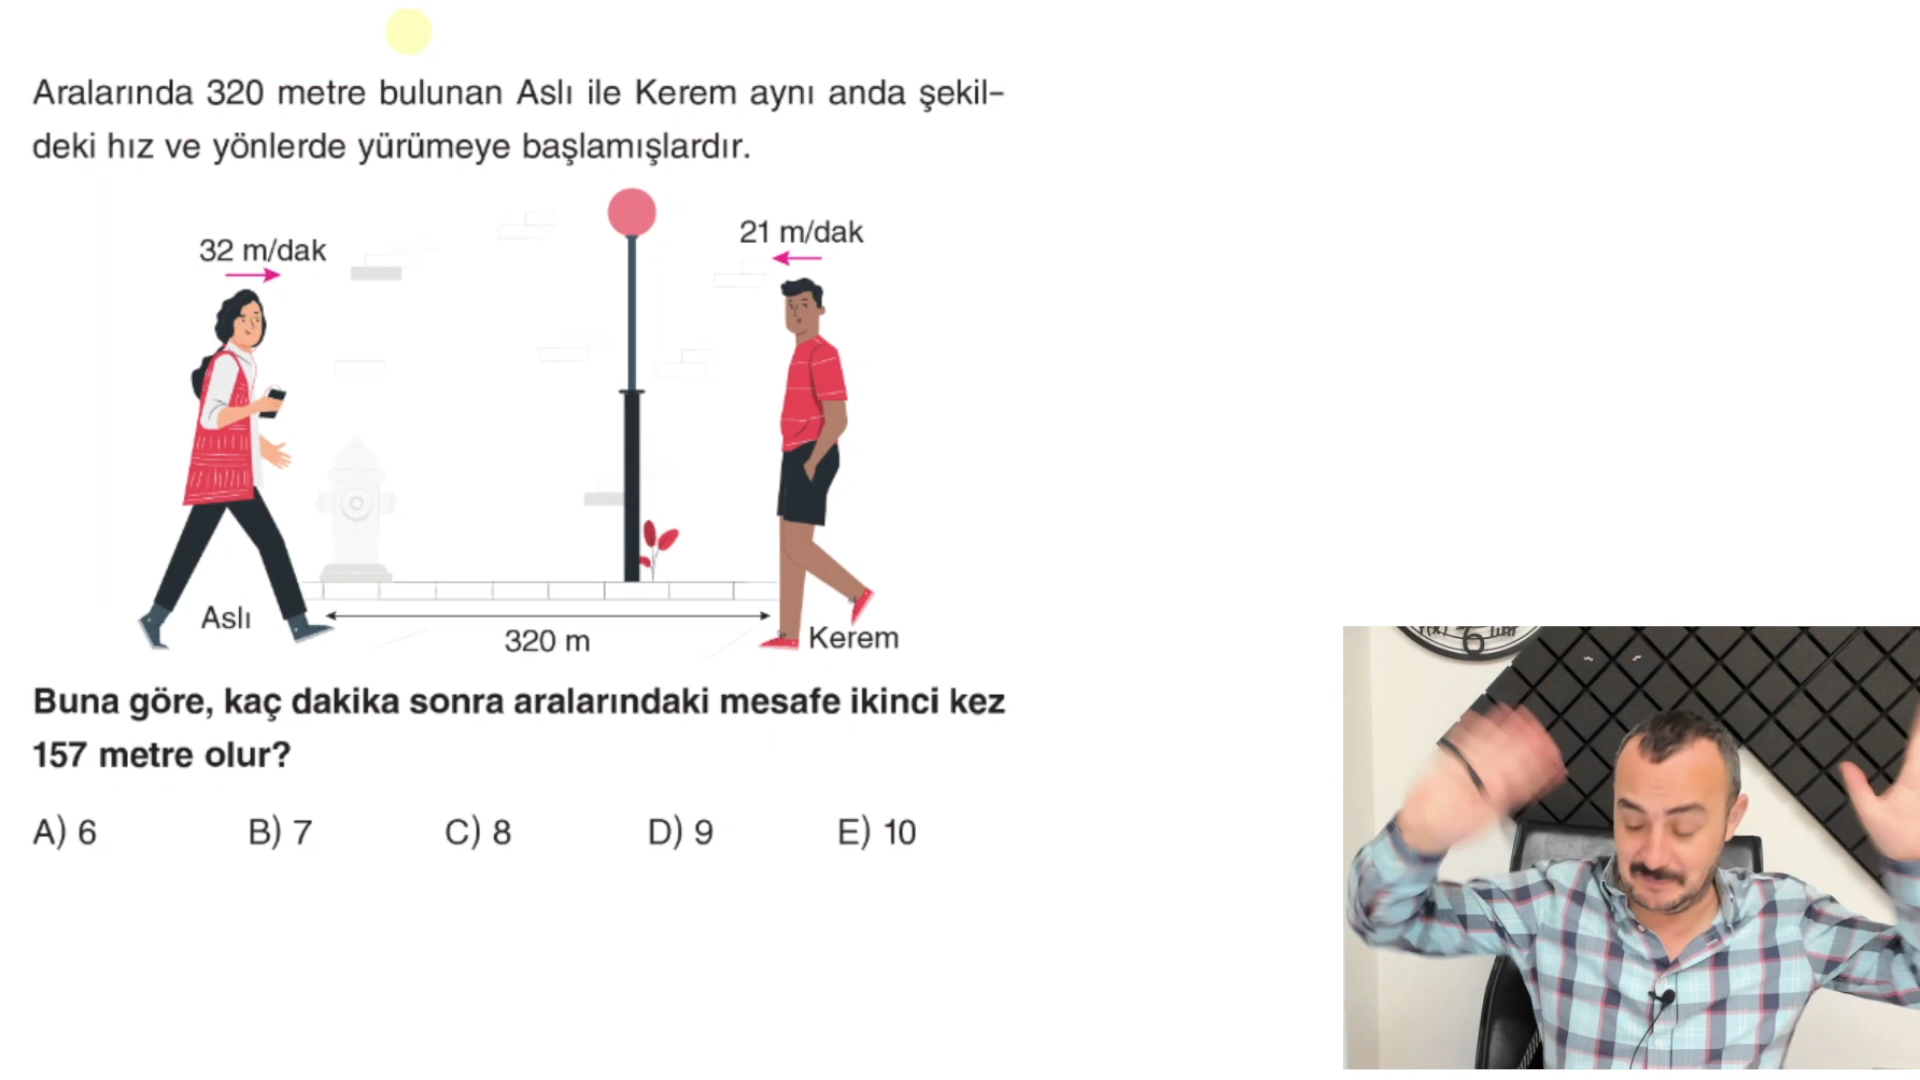 Aralarında 320 metre bulunan Aslı ile Kerem aynı anda şekil-
deki hız ve yönlerde yürümeye başlamışlardır.
32 m/dak
21 m/dak
Aslı
320 m
Kerem
Buna göre, kaç dakika sonra aralarındaki mesafe ikinci kez
157 metre olur?
A) 6
B) 7
C) 8
D) 9
E) 10